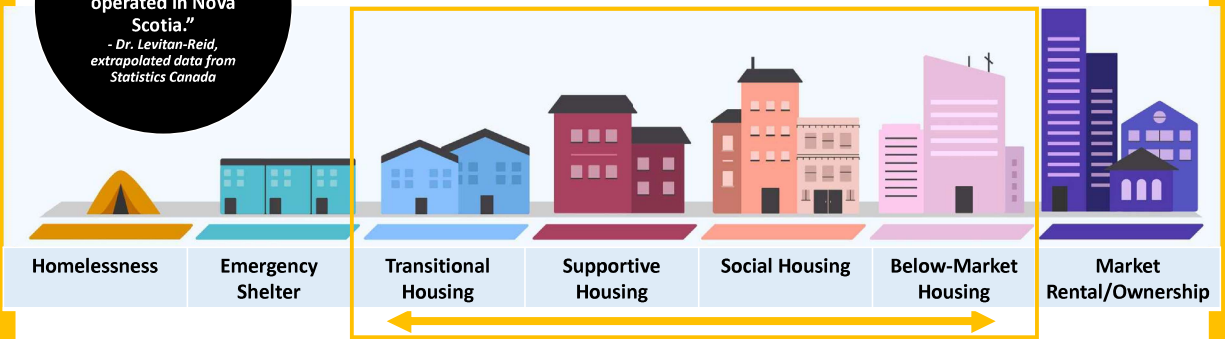 operated in Nova
Scotia.”
- Dr. Levitan-Reid,
extrapolated data from
Statistics Canada
Homelessness
Emergency
Shelter
Transitional
Housing
Supportive
Housing
Social Housing
Below-Market
Housing
Market
Rental/Ownership